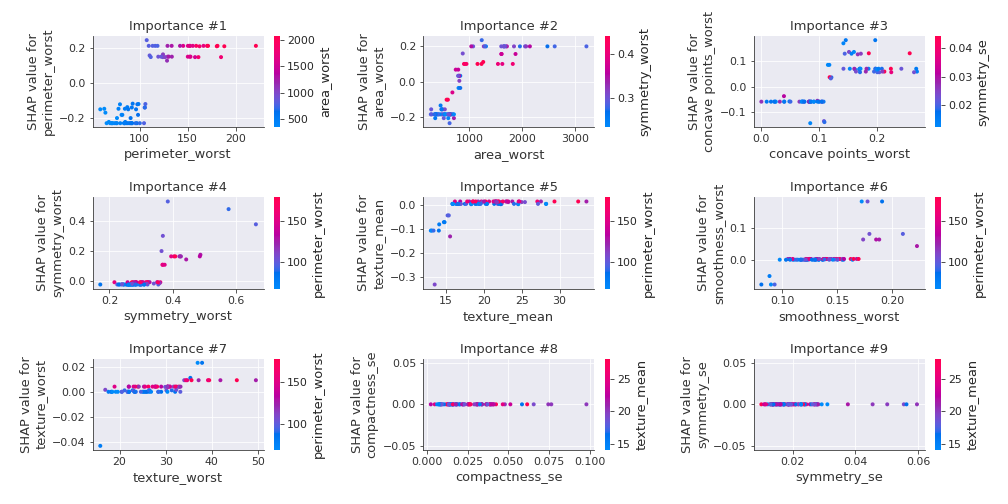 Importance #1
Importance #2
Importance #3
SHAP value for
perimeter_worst
0.2
0.0
−0.2
100
150
200
perimeter_worst
2000
1500
1000
500
area_worst
SHAP value for
area_worst
0.2
0.0
−0.2
1000
2000
3000
area_worst
0.4
0.3
symmetry_worst
SHAP value for
concave points_worst
0.1
0.0
−0.1
0.0
0.1
0.2
concave points_worst
0.04
0.03
0.02
symmetry_se
Importance #4
Importance #5
Importance #6
SHAP value for
symmetry_worst
0.4
0.2
0.0
0.2
0.4
0.6
symmetry_worst
150
100
perimeter_worst
SHAP value for
texture_mean
0.0
−0.1
−0.2
−0.3
15
20
25
30
texture_mean
150
100
perimeter_worst
SHAP value for
smoothness_worst
0.1
0.0
0.10
0.15
0.20
smoothness_worst
150
100
perimeter_worst
Importance #7
Importance #8
Importance #9
SHAP value for
texture_worst
0.02
0.00
−0.02
−0.04
20
30
40
50
texture_worst
150
100
perimeter_worst
SHAP value for
compactness_se
0.05
0.00
−0.05
0.000
0.025
0.050
0.075
0.100
compactness_se
25
20
15
texture_mean
SHAP value for
symmetry_se
0.05
0.00
−0.05
0.02
0.04
0.06
symmetry_se
25
20
15
texture_mean